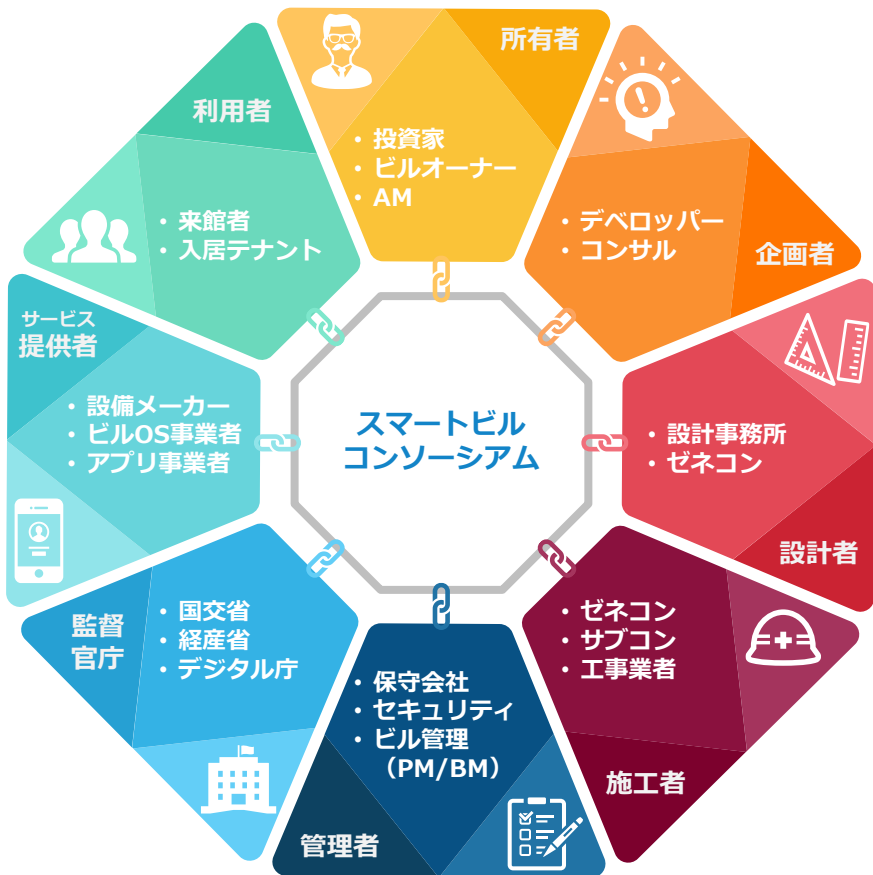 所有者
・投資家
・ビルオーナー
・AM
企画者
・デベロッパー
・コンサル
設計者
・設計事務所
・ゼネコン
施工者
・ゼネコン
・サブコン
・工事業者
管理者
・保守会社
・セキュリティ
・ビル管理
（PM/BM）
監督
官庁
・国交省
・経産省
・デジタル庁
サービス
提供者
・設備メーカー
・ビルOS事業者
・アプリ事業者
利用者
・来館者
・入居テナント
スマートビル
コンソーシアム